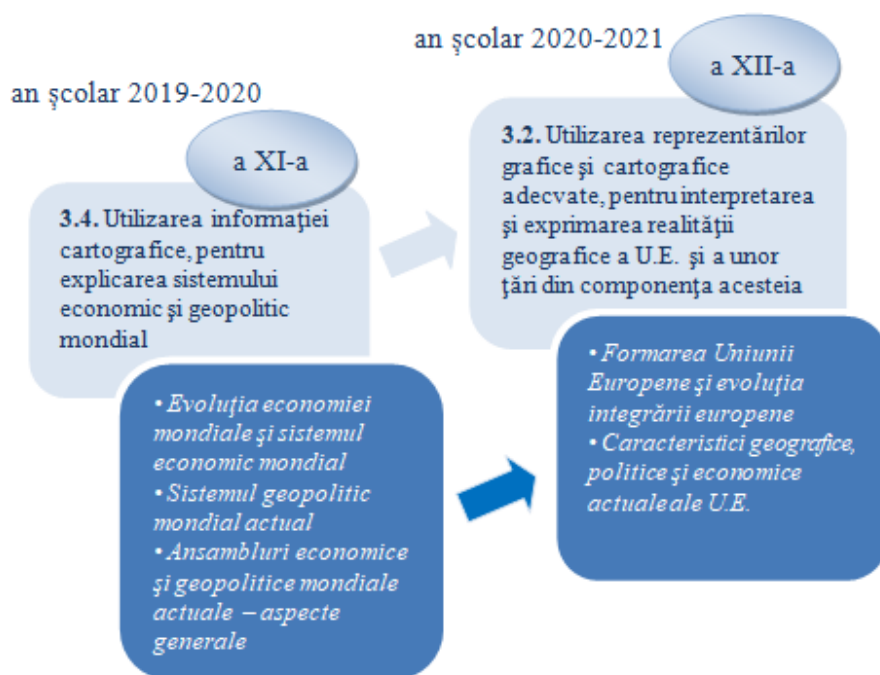 an școlar 2019-2020
a XI-a
3.4. Utilizarea informaţiei
cartografice, pentru
explicarea sistemului
economic şi geopolitic
mondial
• Evoluţia economiei
mondiale şi sistemul
economic mondial
• Sistemul geopolitic
mondial actual
• Ansambluri economice
şi geopolitice mondiale
actuale – aspecte
generale
an școlar 2020-2021
a XII-a
3.2. Utilizarea reprezentărilor
grafice şi cartografice
adecvate, pentru interpretarea
şi exprimarea realităţii
geografice a U.E. şi a unor
ţări din componenţa acesteia
• Formarea Uniunii
Europene şi evoluţia
integrării europene
• Caracteristici geografice,
politice şi economice
actuale ale U.E.